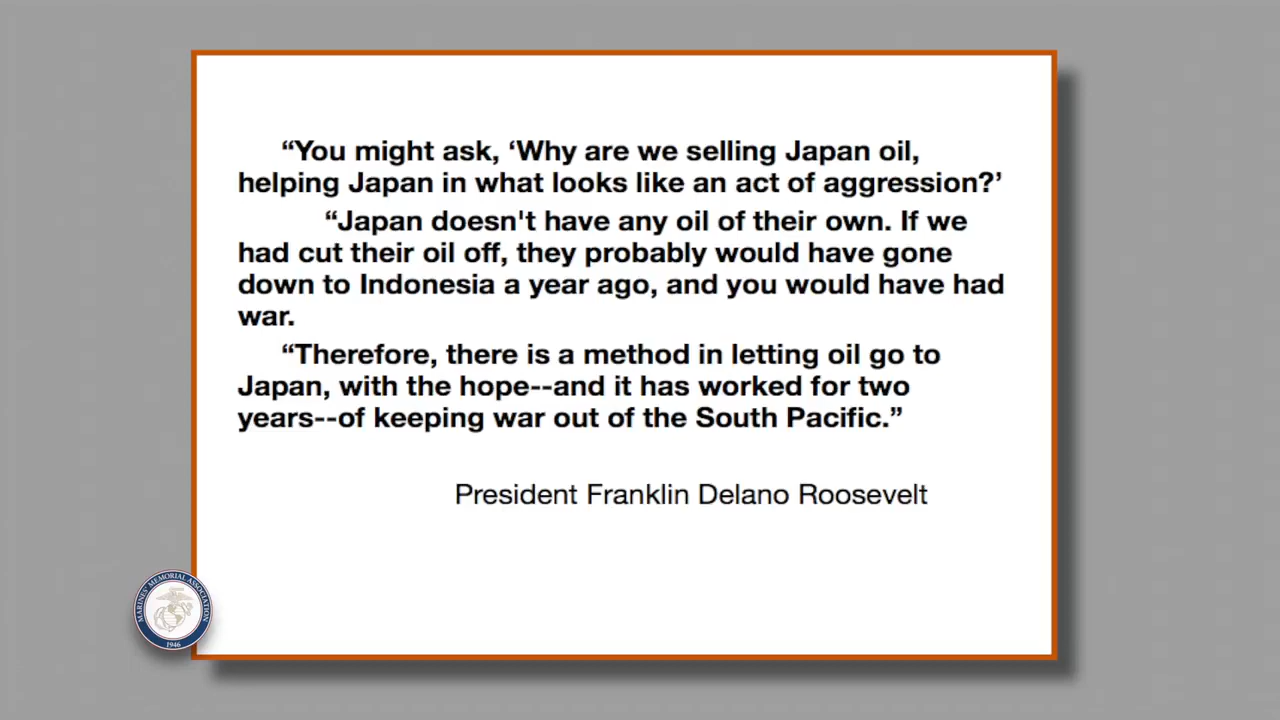 “You might ask, ‘Why are we selling Japan oil,
helping Japan in what looks like an act of aggression?’
“Japan doesn't have any oil of their own. If we
had cut their oil off, they probably would have gone
down to Indonesia a year ago, and you would have had
war.
“Therefore, there is a method in letting oil go to
Japan, with the hope--and it has worked for two
years--of keeping war out of the South Pacific.”
President Franklin Delano Roosevelt
MARINES' MEMORIAL ASSOCIATION
1946